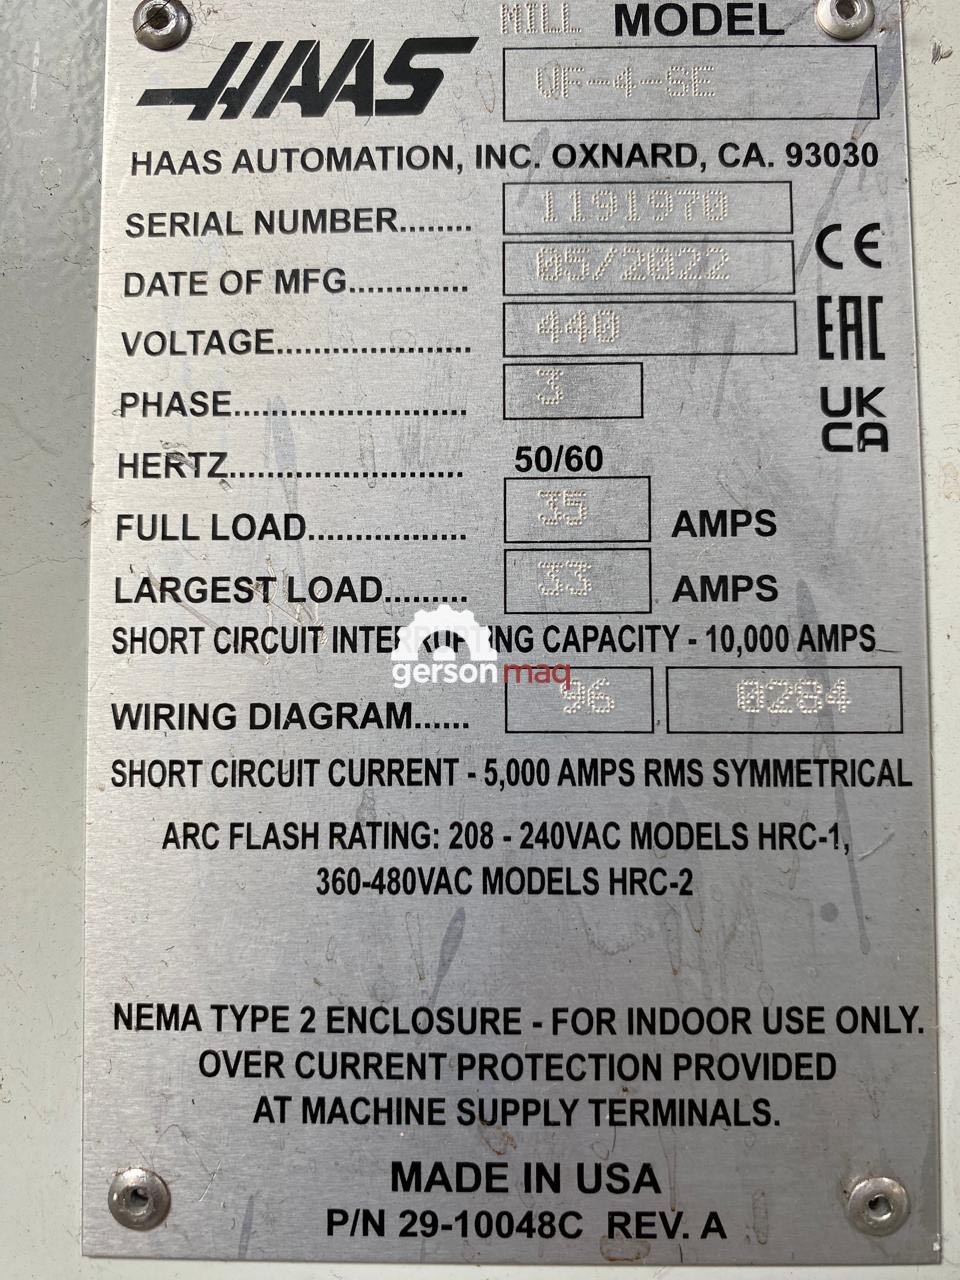 MILL MODEL
HAAS VF-4-SE
HAAS AUTOMATION, INC. OXNARD, CA. 93030
SERIAL NUMBER........ 1191970
DATE OF MFG............. 05/2022
CE
VOLTAGE..................... 440
EAC
PHASE......................... 3
UK
CA
HERTZ......................... 50/60
FULL LOAD................. 35 AMPS
LARGEST LOAD......... 33 AMPS
SHORT CIRCUIT INTERRUPTING CAPACITY - 10,000 AMPS
gersonmaq
WIRING DIAGRAM...... 96 0284
SHORT CIRCUIT CURRENT - 5,000 AMPS RMS SYMMETRICAL
ARC FLASH RATING: 208 - 240VAC MODELS HRC-1,
360-480VAC MODELS HRC-2
NEMA TYPE 2 ENCLOSURE - FOR INDOOR USE ONLY.
OVER CURRENT PROTECTION PROVIDED
AT MACHINE SUPPLY TERMINALS.
MADE IN USA
P/N 29-10048C REV. A